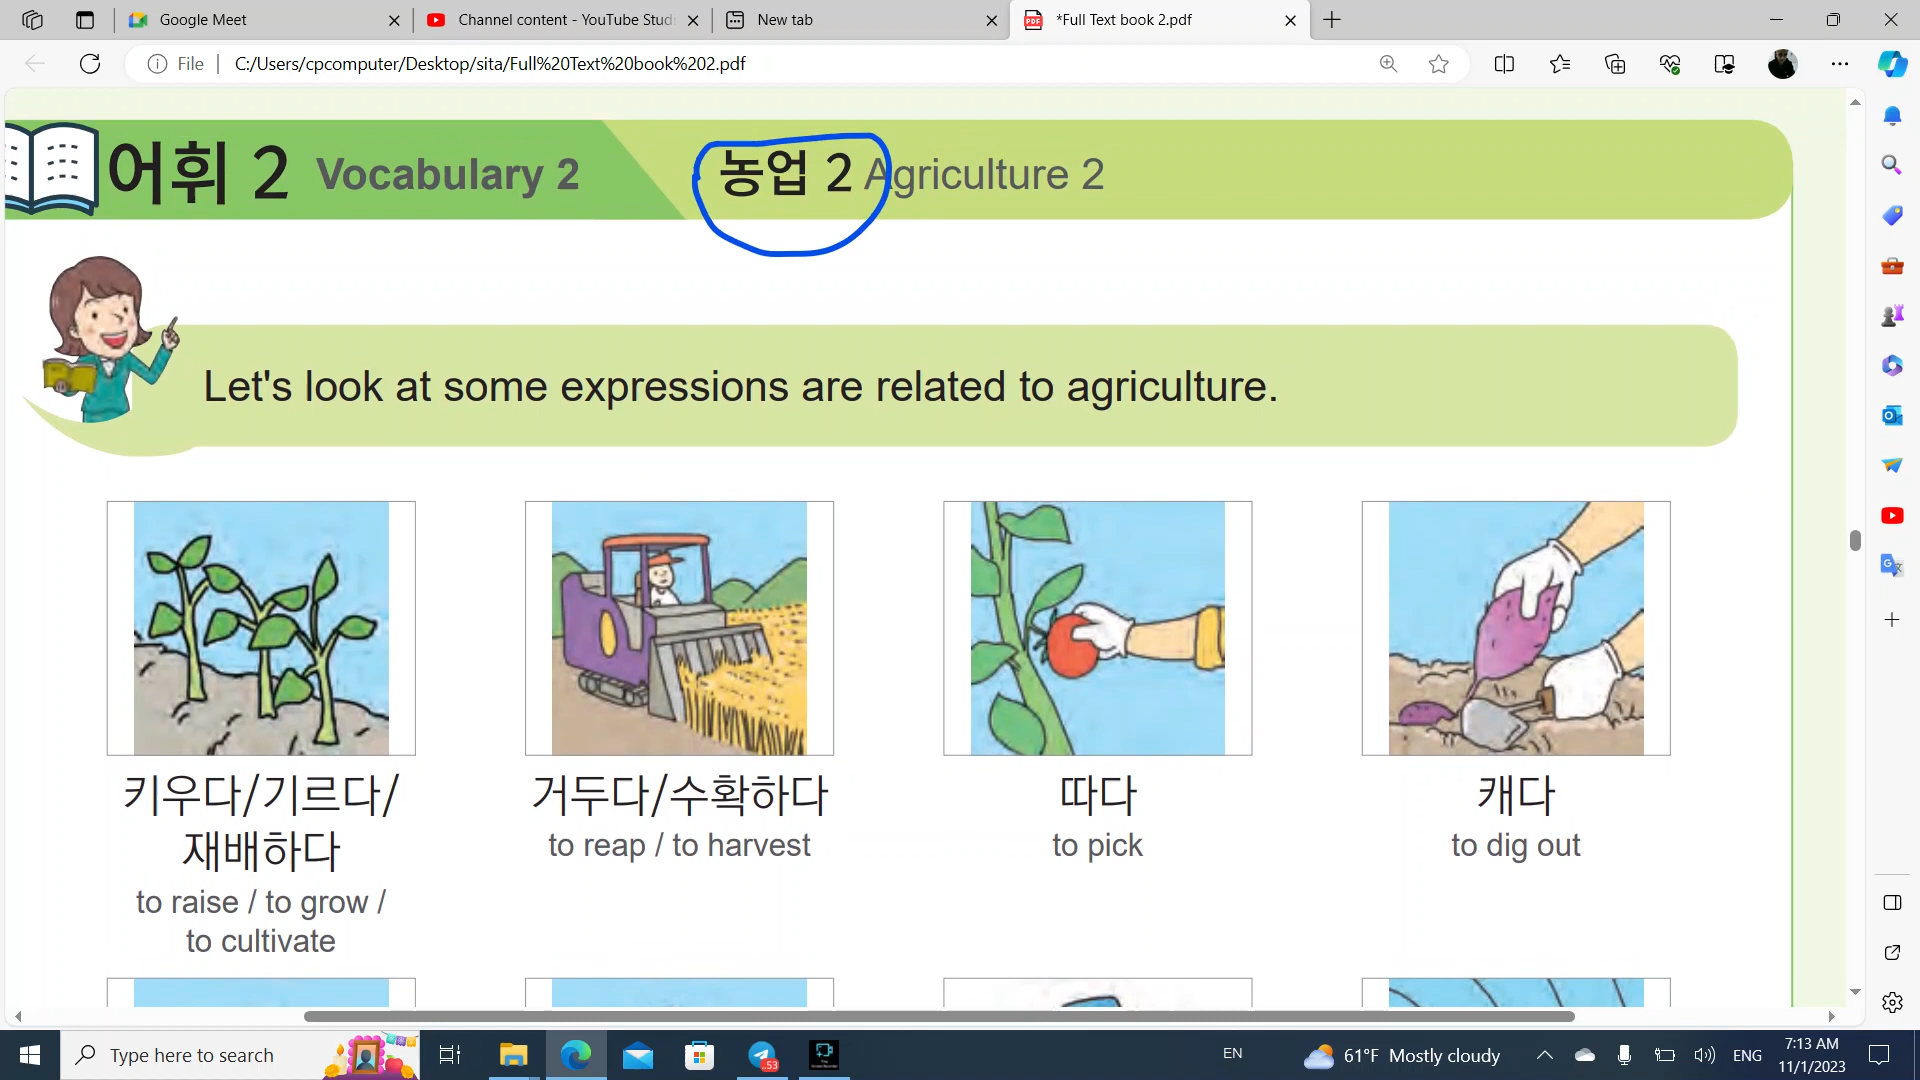 Google Meet
Channel content - YouTube Stud
New tab
*Full Text book 2.pdf
File
C:/Users/cpcomputer/Desktop/sita/Full%20Text%20book%202.pdf
어휘 2 Vocabulary 2 농업 2 Agriculture 2
Let's look at some expressions are related to agriculture.
키우다/기르다/
재배하다
to raise / to grow /
to cultivate
거두다/수확하다
to reap / to harvest
따다
to pick
캐다
to dig out
Type here to search
.53
EN
61°F Mostly cloudy
ENG
7:13 AM
11/1/2023